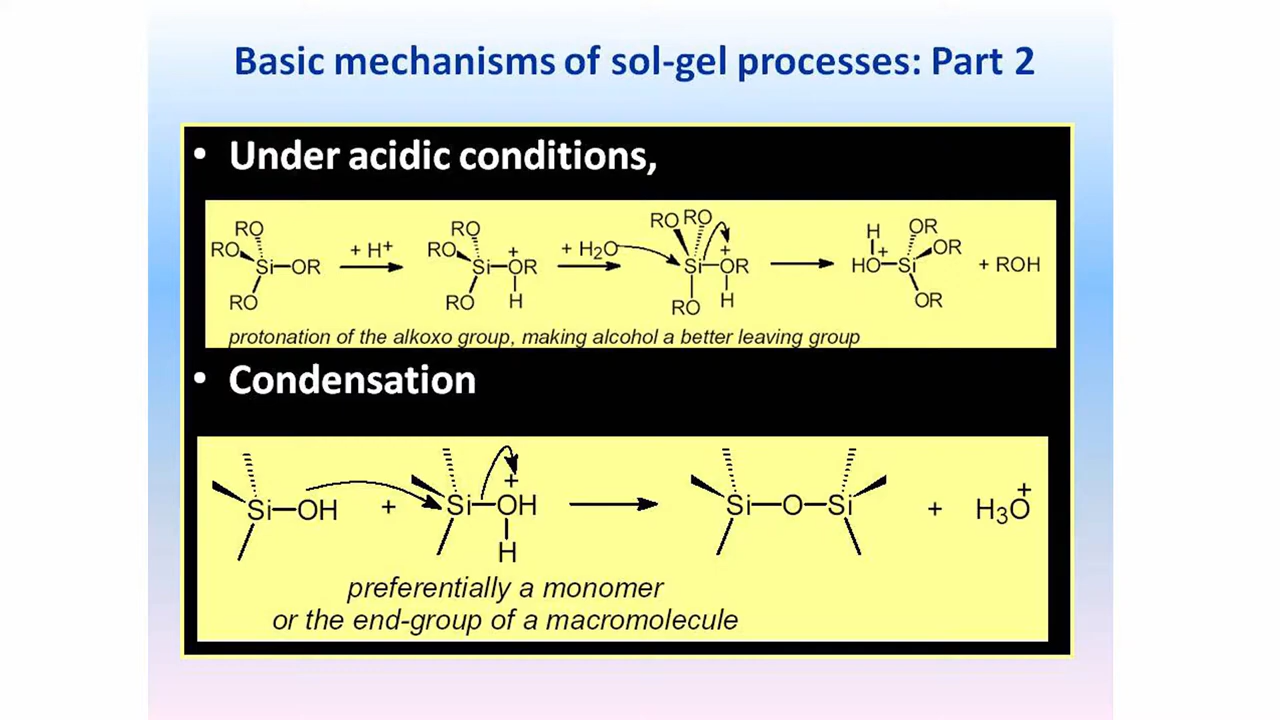 Basic mechanisms of sol-gel processes: Part 2
• Under acidic conditions,
RO RO Si OR RO
+ H+
RO RO Si OR + RO H
+ H2O
RO RO Si OR + RO H
H HO + Si OR OR OR
+ ROH
protonation of the alkoxo group, making alcohol a better leaving group
• Condensation
Si OH + Si OH + H
Si O Si + H3O +
preferentially a monomer
or the end-group of a macromolecule